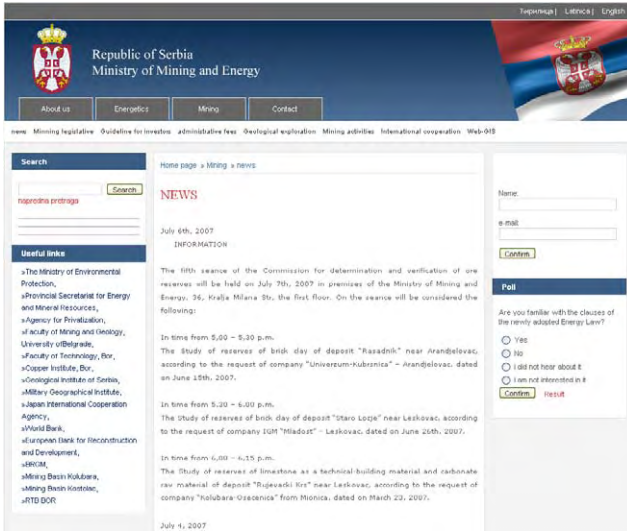 Ћирилица | Latinica | English
Republic of Serbia
Ministry of Mining and Energy
About us Energetics Mining Contact
news Minning legislative Guideline for investors administrative fees Geological exploration Mining activities International cooperation Web-GIS
Search
Search
napredna pretraga
Useful links
»The Ministry of Environmental
Protection,
»Provincial Secretariat for Energy
and Mineral Resources,
»Agency for Privatization,
»Faculty of Mining and Geology,
University ofBelgrade,
»Faculty of Technology, Bor,
»Copper Institute, Bor,
»Geological Institute of Serbia,
»Military Geographical Institute,
»Japan International Cooperation
Agency,
»World Bank,
»European Bank for Reconstruction
and Development,
»BRGM,
»Mining Basin Kolubara,
»Mining Basin Kostolac,
»RTB BOR
Home page » Mining » news
NEWS
July 6th, 2007
INFORMATION
The fifth seance of the Commission for determination and verification of ore
reserves will be held on July 7th, 2007 in premises of the Ministry of Mining and
Energy, 36, Kralja Milana Str, the first floor. On the seance will be considered the
following:
In time from 5,00 – 5,30 p.m.
The Study of reserves of brick clay of deposit "Rasadnik" near Arandjelovac,
according to the request of company "Univerzum-Kubrsnica" – Arandjelovac, dated
on June 15th, 2007.
In time from 5.30 – 6.00 p.m.
The Study of reserves of brick clay of deposit "Staro Lozje" near Leskovac, according
to the request of company IGM "Mladost" – Leskovac, dated on June 26th, 2007.
In time from 6,00 – 6,15 p.m.
The Study of reserves of limestone as a technical-building material and carbonate
raw material of deposit "Rujevacki Krs" near Leskovac, according to the request of
company "Kolubara-Osecenica" from Mionica, dated on March 23, 2007.
July 4, 2007
Name:
e-mail:
Confirm
Poll
Are you familiar with the clauses of
the newly adopted Energy Law?
Yes
No
I did not hear about it
I am not interested in it
Confirm Result